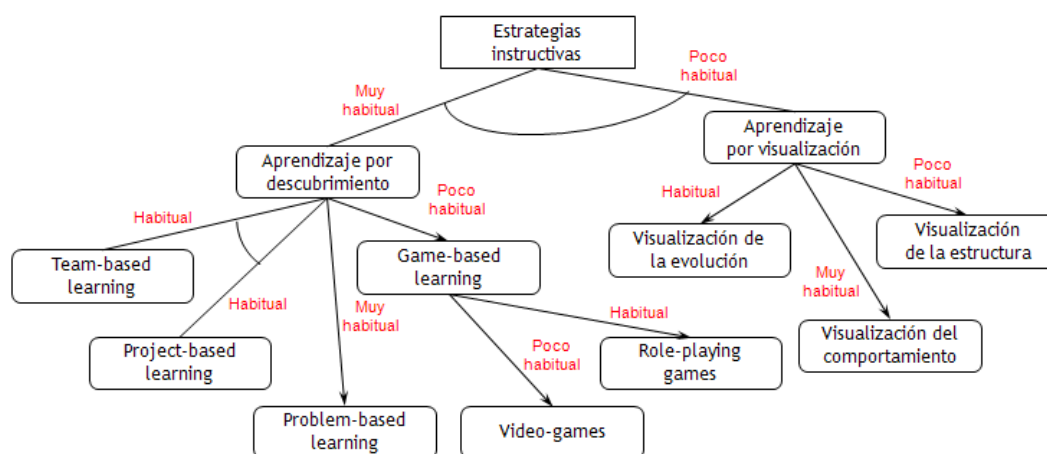 Estrategias
instructivas
Poco
habitual
Muy
habitual
Aprendizaje
por visualización
Aprendizaje por
descubrimiento
Poco
habitual
Habitual
Poco
habitual
Habitual
Visualización de
la evolución
Visualización
de la estructura
Team-based
learning
Game-based
learning
Muy
habitual
Habitual
Muy
habitual
Habitual
Project-based
learning
Poco
habitual
Role-playing
games
Visualización del
comportamiento
Problem-based
learning
Video-games